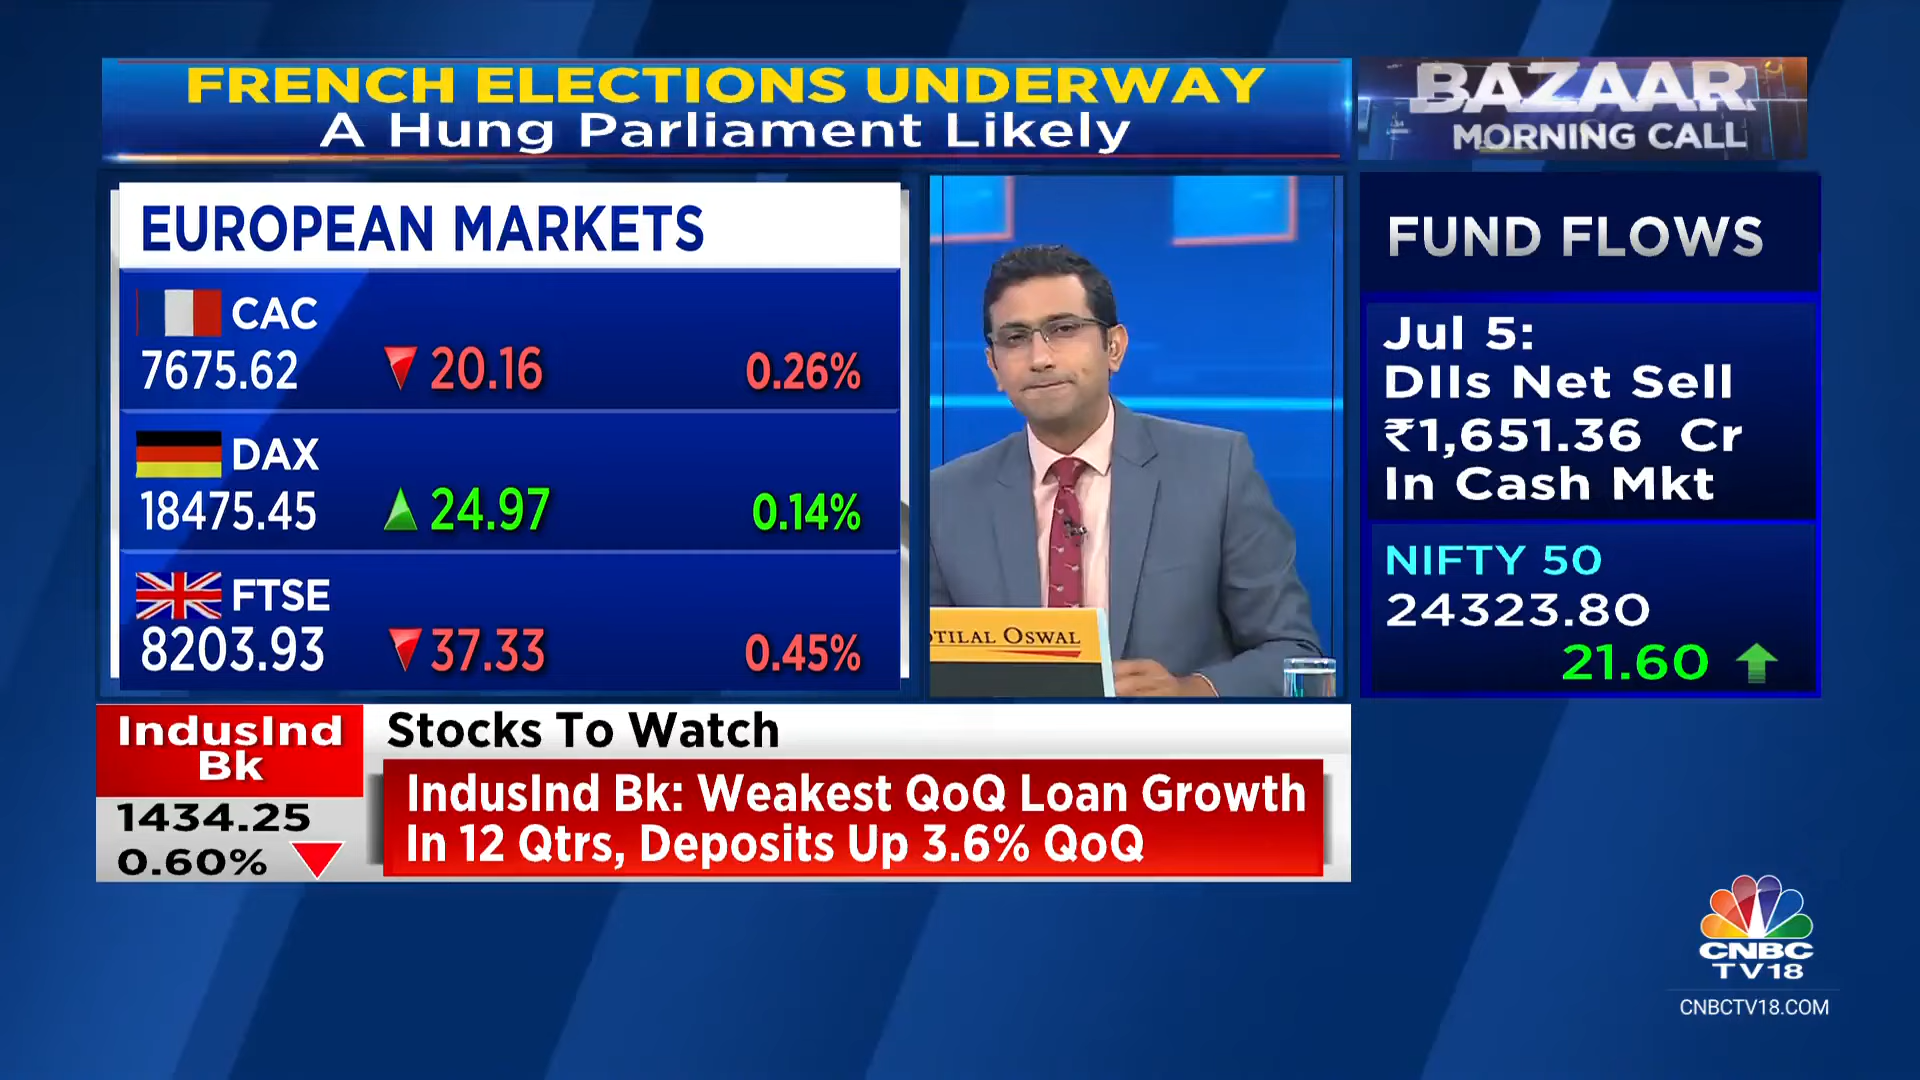 FRENCH ELECTIONS UNDERWAY
A Hung Parliament Likely
BAZAAR
MORNING CALL
EUROPEAN MARKETS
CAC
7675.62 20.16 0.26%
DAX
18475.45 24.97 0.14%
FTSE
8203.93 37.33 0.45%
OTILAL OSWAL
FUND FLOWS
Jul 5:
DIIs Net Sell
₹1,651.36 Cr
In Cash Mkt
NIFTY 50
24323.80
21.60
IndusInd
Bk
1434.25
0.60%
Stocks To Watch
IndusInd Bk: Weakest QoQ Loan Growth
In 12 Qtrs, Deposits Up 3.6% QoQ
CNBC
TV18
CNBCTV18.COM